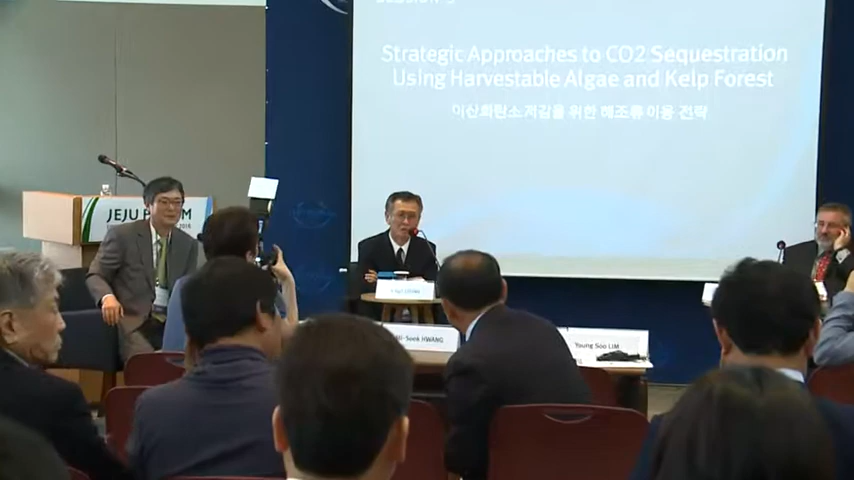 Strategic Approaches to CO2 Sequestration
Using Harvestable Algae and Kelp Forest
이산화탄소 저감을 위한 해조류 이용 전략
JEJU
HWANG
Young Soo LIM